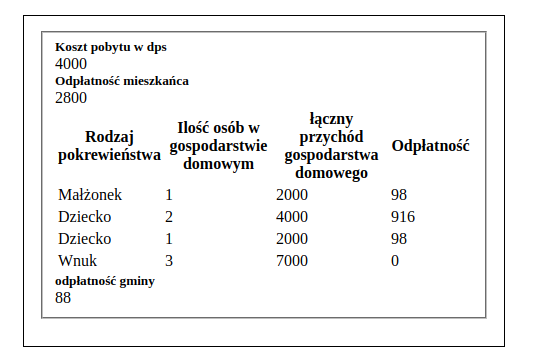 Koszt pobytu w dps
4000
Odpłatność mieszkańca
2800
Rodzaj pokrewieństwa Ilość osób w gospodarstwie domowym łączny przychód gospodarstwa domowego Odpłatność
Małżonek 1 2000 98
Dziecko 2 4000 916
Dziecko 1 2000 98
Wnuk 3 7000 0
odpłatność gminy
88